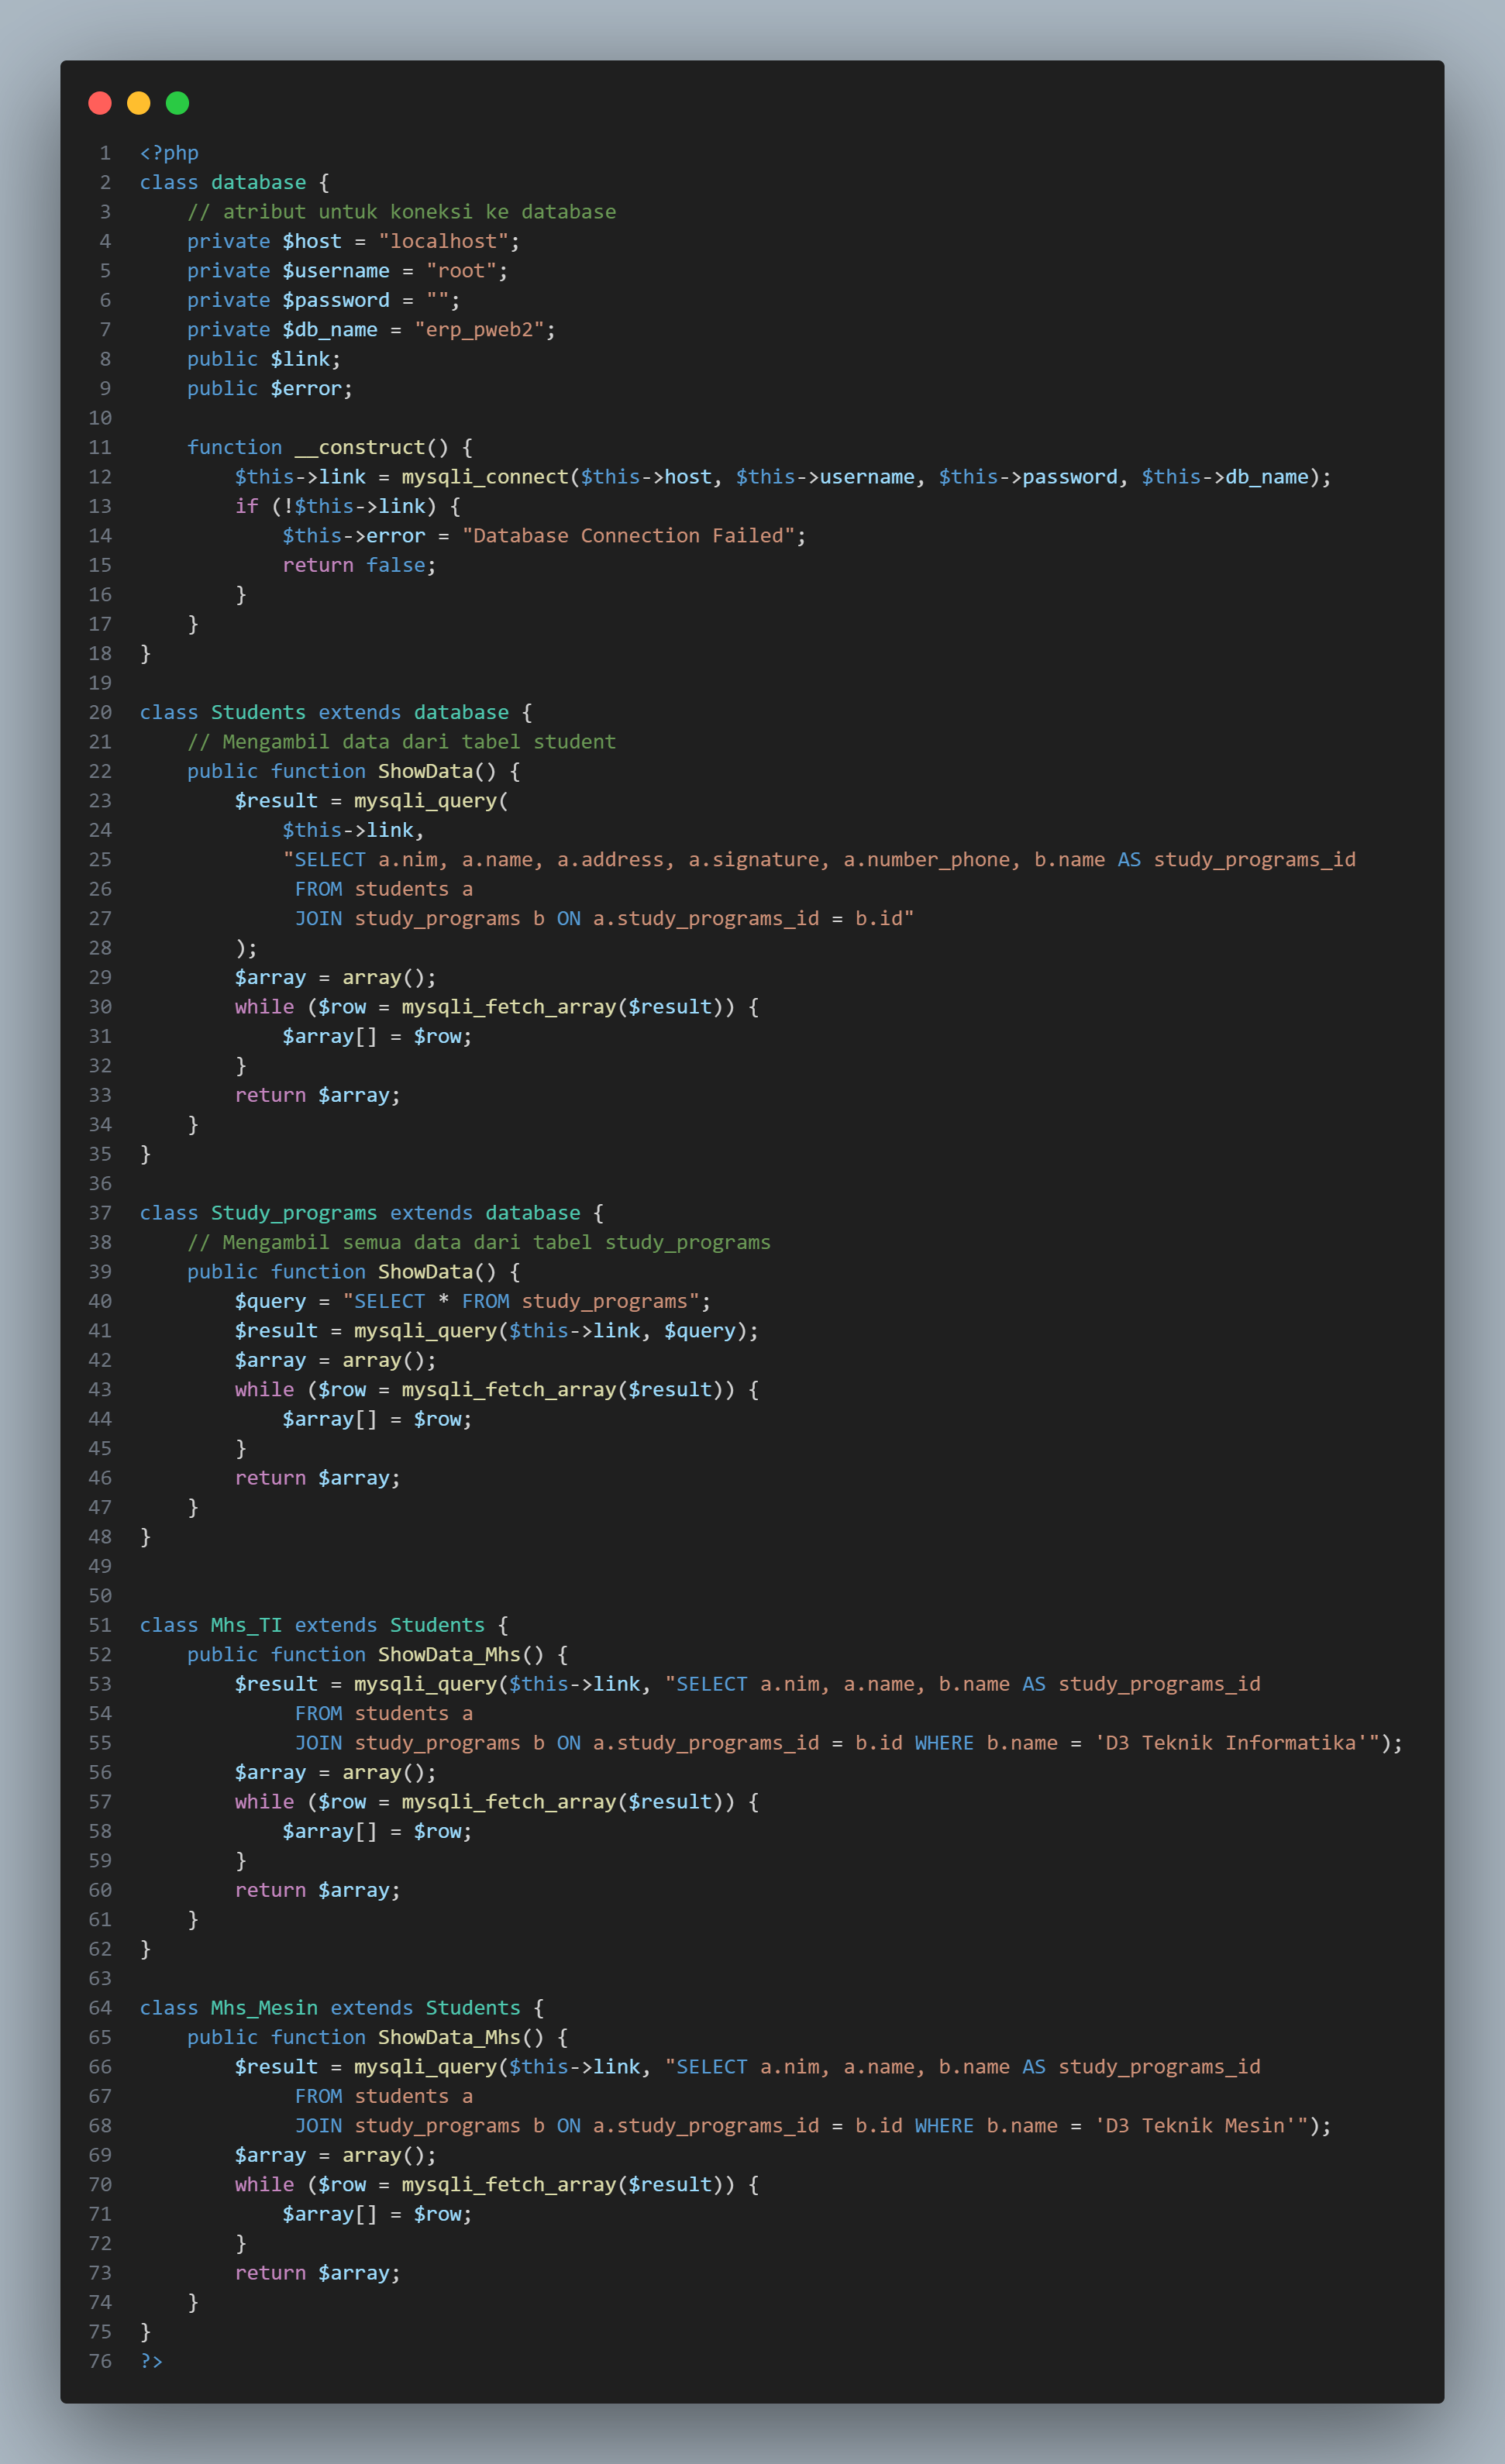 1 <?php
2 class database {
3     // atribut untuk koneksi ke database
4     private $host = "localhost";
5     private $username = "root";
6     private $password = "";
7     private $db_name = "erp_pweb2";
8     public $link;
9     public $error;
10
11     function __construct() {
12         $this->link = mysqli_connect($this->host, $this->username, $this->password, $this->db_name);
13         if (!$this->link) {
14             $this->error = "Database Connection Failed";
15             return false;
16         }
17     }
18 }
19
20 class Students extends database {
21     // Mengambil data dari tabel student
22     public function ShowData() {
23         $result = mysqli_query(
24             $this->link,
25             "SELECT a.nim, a.name, a.address, a.signature, a.number_phone, b.name AS study_programs_id
26              FROM students a
27              JOIN study_programs b ON a.study_programs_id = b.id"
28         );
29         $array = array();
30         while ($row = mysqli_fetch_array($result)) {
31             $array[] = $row;
32         }
33         return $array;
34     }
35 }
36
37 class Study_programs extends database {
38     // Mengambil semua data dari tabel study_programs
39     public function ShowData() {
40         $query = "SELECT * FROM study_programs";
41         $result = mysqli_query($this->link, $query);
42         $array = array();
43         while ($row = mysqli_fetch_array($result)) {
44             $array[] = $row;
45         }
46         return $array;
47     }
48 }
49
50
51 class Mhs_TI extends Students {
52     public function ShowData_Mhs() {
53         $result = mysqli_query($this->link, "SELECT a.nim, a.name, b.name AS study_programs_id
54              FROM students a
55              JOIN study_programs b ON a.study_programs_id = b.id WHERE b.name = 'D3 Teknik Informatika'");
56         $array = array();
57         while ($row = mysqli_fetch_array($result)) {
58             $array[] = $row;
59         }
60         return $array;
61     }
62 }
63
64 class Mhs_Mesin extends Students {
65     public function ShowData_Mhs() {
66         $result = mysqli_query($this->link, "SELECT a.nim, a.name, b.name AS study_programs_id
67              FROM students a
68              JOIN study_programs b ON a.study_programs_id = b.id WHERE b.name = 'D3 Teknik Mesin'");
69         $array = array();
70         while ($row = mysqli_fetch_array($result)) {
71             $array[] = $row;
72         }
73         return $array;
74     }
75 }
76 ?>